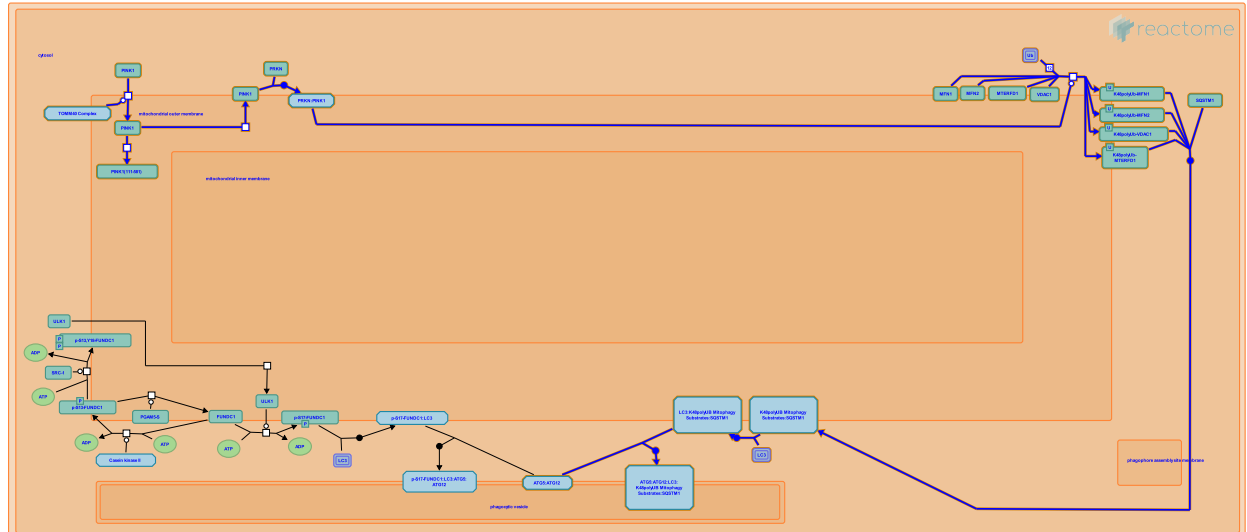 reactome
cytosol
PINK1
PRKN
PINK1
PRKN:PINK1
TOMM40 Complex
mitochondrial outer membrane
PINK1
PINK1(111-581)
mitochondrial inner membrane
Ub
12
MFN1
MFN2
MTERFD1
VDAC1
U
K48polyUb-MFN1
U
K48polyUb-MFN2
U
K48polyUb-VDAC1
U
K48polyUb-
MTERFD1
SQSTM1
ULK1
P
P
p-S13,Y18-FUNDC1
ADP
SRC-1
ATP
P
p-S13-FUNDC1
PGAM5-S
FUNDC1
ULK1
p-S17-FUNDC1
P
ADP
ATP
ATP
ADP
Casein kinase II
LC3
p-S17-FUNDC1:LC3
LC3:K48polyUB Mitophagy
Substrates:SQSTM1
K48polyUB Mitophagy
Substrates:SQSTM1
LC3
p-S17-FUNDC1:LC3:ATG5:
ATG12
ATG5:ATG12
ATG5:ATG12:LC3:
K48polyUB Mitophagy
Substrates:SQSTM1
phagophore assembly site membrane
phagocytic vesicle